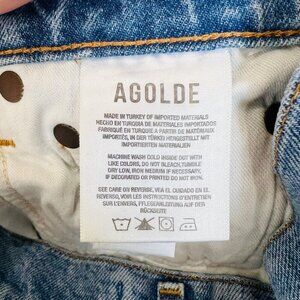 AGOLDE
MADE IN TURKEY OF IMPORTED MATERIALS
HECHO EN TURQUIA DE MATERIALES IMPORTADOS
FABRIQUÉ EN TURQUIE À PARTIR DE MATÉRIAUX
IMPORTÉS, IN DER TÜRKEI HERGESTELLT MIT
IMPORTIERTEN MATERIALIEN
MACHINE WASH COLD INSIDE OUT WITH
LIKE COLORS, DO NOT BLEACH, TUMBLE
DRY LOW, IRON MEDIUM IF NECESSARY,
IF DECORATED OR PRINTED DO NOT IRON
SEE CARE ON REVERSE, VEA EL CUIDADO EN EL
REVERSO, VOIR LES INSTRUCTIONS D'ENTRETIEN
SUR L'ENVERS, PFLEGEANLEITUNG AUF DER
RÜCKSEITE